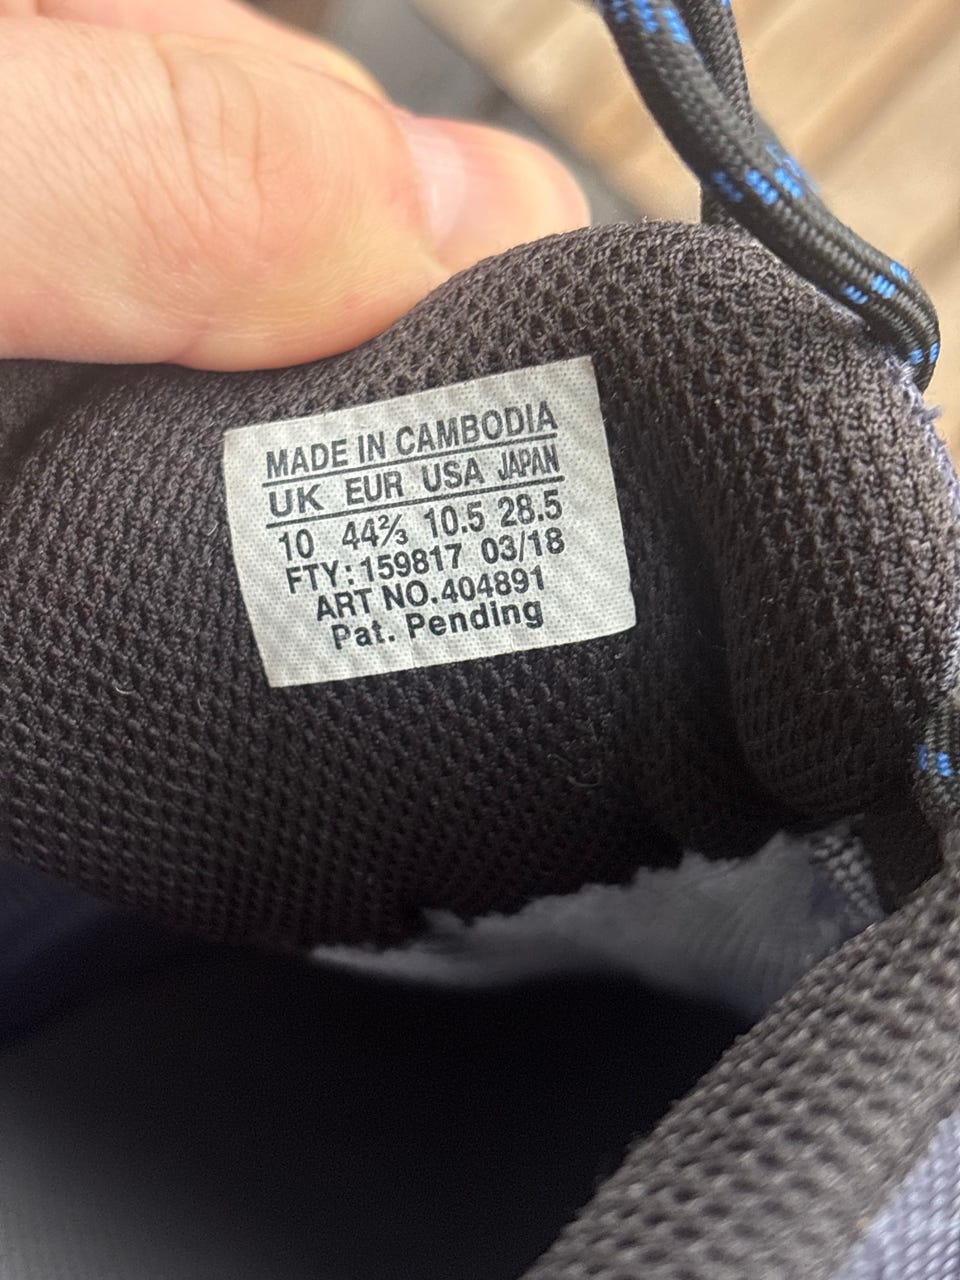 MADE IN CAMBODIA
UK EUR USA JAPAN
10 44⅔ 10.5 28.5
FTY: 159817 03/18
ART NO.404891
Pat. Pending